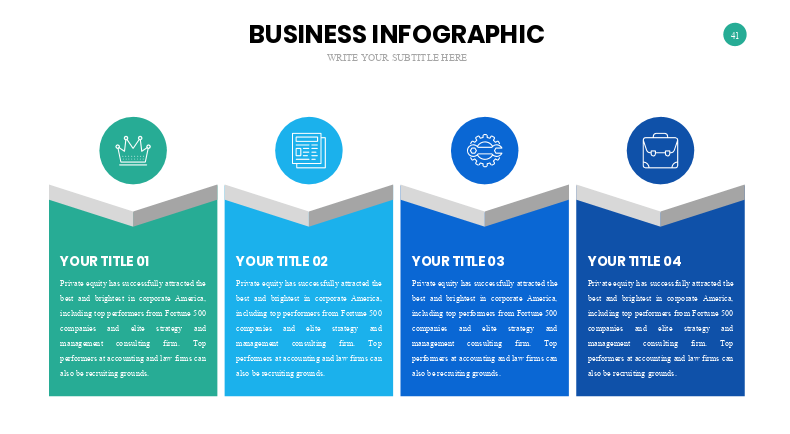 BUSINESS INFOGRAPHIC
41
WRITE YOUR SUBTITLE HERE
YOUR TITLE 01
Private equity has successfully attracted the
best and brightest in corporate America,
including top performers from Fortune 500
companies and elite strategy and
management consulting firm. Top
performers at accounting and law firms can
also be recruiting grounds.
YOUR TITLE 02
Private equity has successfully attracted the
best and brightest in corporate America,
including top performers from Fortune 500
companies and elite strategy and
management consulting firm. Top
performers at accounting and law firms can
also be recruiting grounds.
YOUR TITLE 03
Private equity has successfully attracted the
best and brightest in corporate America,
including top performers from Fortune 500
companies and elite strategy and
management consulting firm. Top
performers at accounting and law firms can
also be recruiting grounds.
YOUR TITLE 04
Private equity has successfully attracted the
best and brightest in corporate America,
including top performers from Fortune 500
companies and elite strategy and
management consulting firm. Top
performers at accounting and law firms can
also be recruiting grounds.